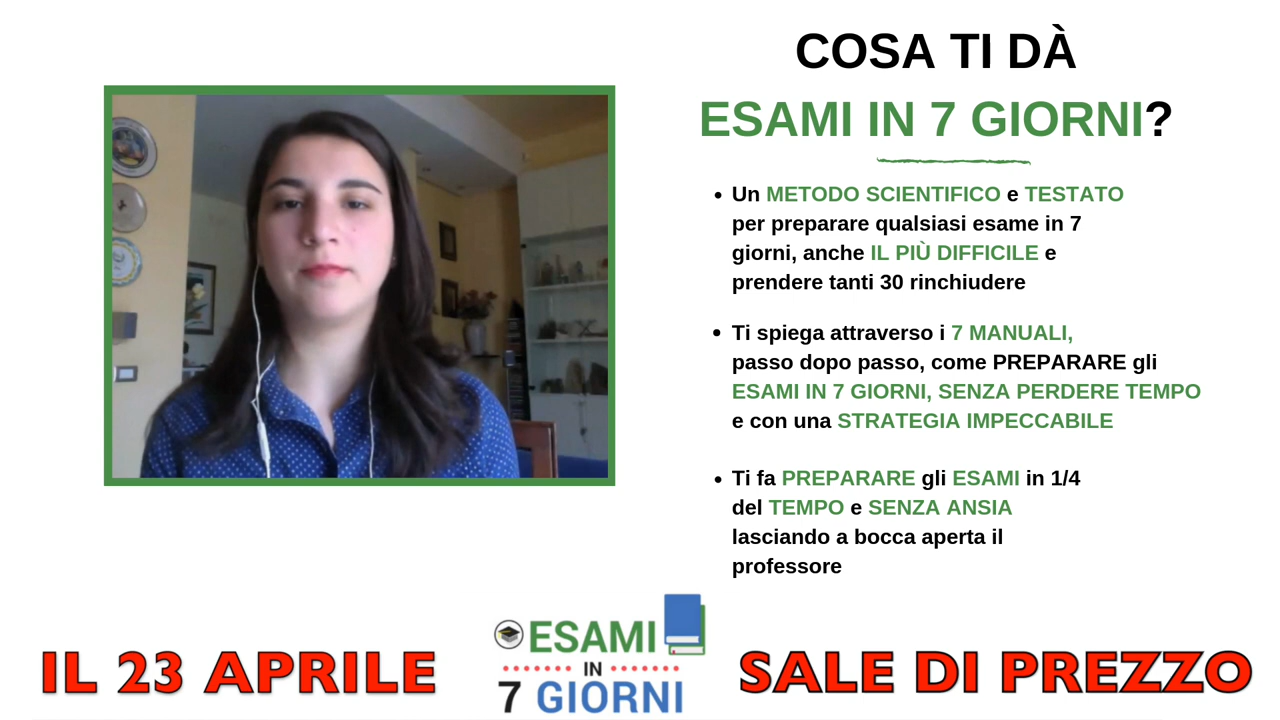 COSA TI DÀ
ESAMI IN 7 GIORNI?
Un METODO SCIENTIFICO e TESTATO
per preparare qualsiasi esame in 7
giorni, anche IL PIÙ DIFFICILE e
prendere tanti 30 rinchiudere
Ti spiega attraverso i 7 MANUALI,
passo dopo passo, come PREPARARE gli
ESAMI IN 7 GIORNI, SENZA PERDERE TEMPO
e con una STRATEGIA IMPECCABILE
Ti fa PREPARARE gli ESAMI in 1/4
del TEMPO e SENZA ANSIA
lasciando a bocca aperta il
professore
IL 23 APRILE
ESAMI
IN
7 GIORNI
SALE DI PREZZO